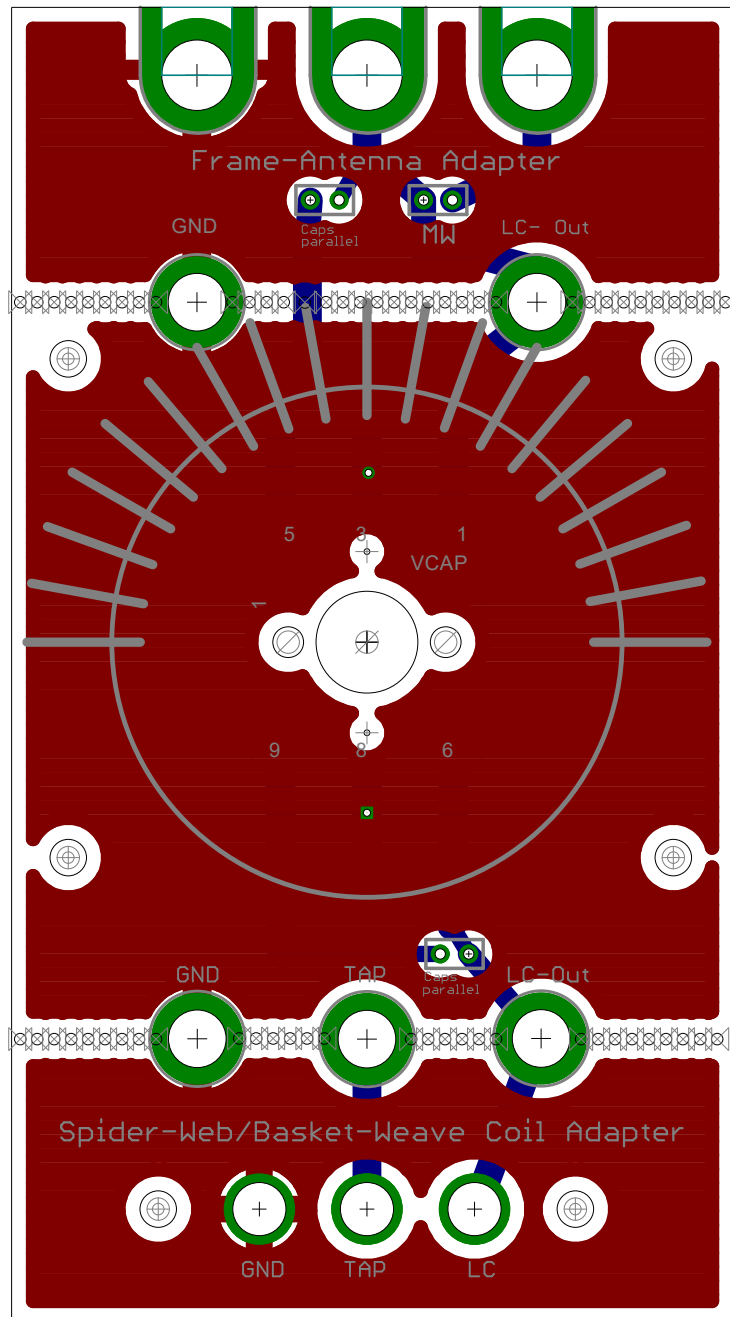 Frame-Antenna Adapter
GND
Caps
parallel
MW
LC- Out
5
3
1
VCAP
1
9
8
6
Caps
parallel
GND
TAP
LC-Out
Spider-Web/Basket-Weave Coil Adapter
GND
TAP
LC